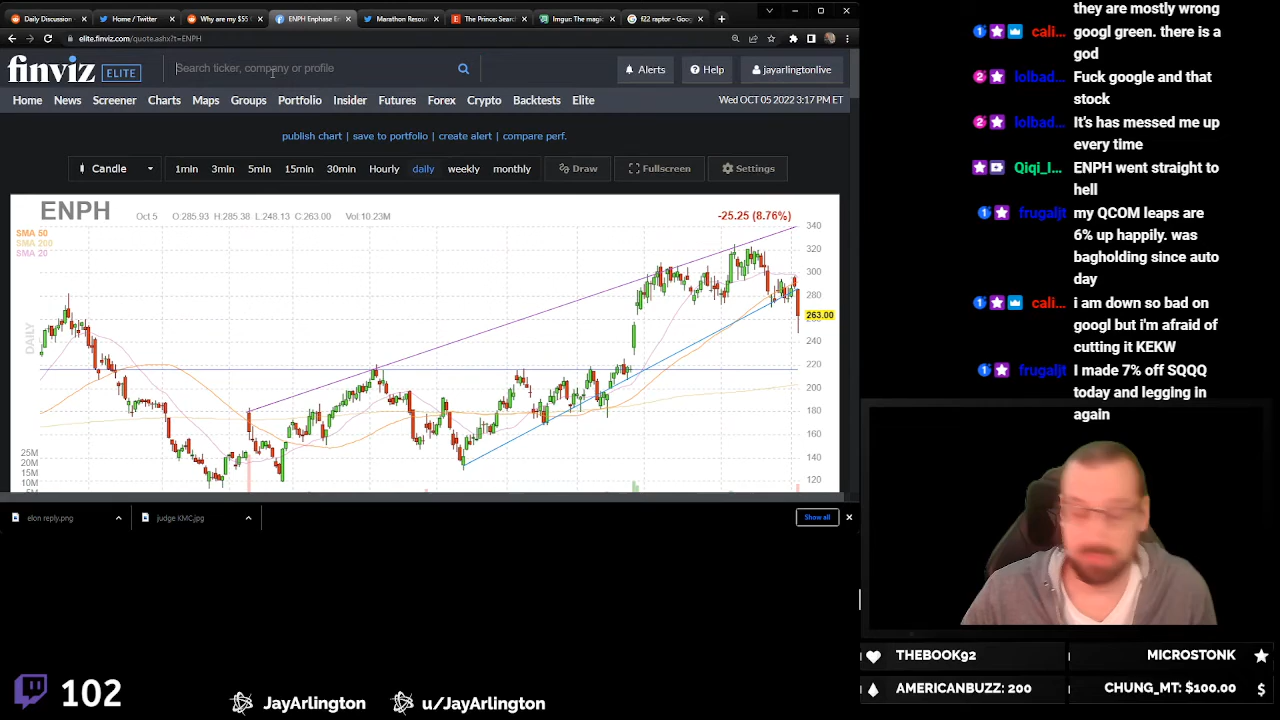 Daily Discussion
Home / Twitter
Why are my $55
ENPH Enphase En
Marathon Resour
The Princes Search
Imgur: The magic
f22 raptor - Goog
elite.finviz.com/quote.ashx?t=ENPH
finviz ELITE
Search ticker, company or profile
Alerts
Help
jayarlingtonlive
Home News Screener Charts Maps Groups Portfolio Insider Futures Forex Crypto Backtests Elite
Wed OCT 05 2022 3:17 PM ET
publish chart | save to portfolio | create alert | compare perf.
Candle 1min 3min 5min 15min 30min Hourly daily weekly monthly Draw Fullscreen Settings
ENPH Oct 5 O:285.93 H:285.38 L:248.13 C:263.00 Vol:10.23M -25.25 (8.76%)
SMA 50
SMA 200
SMA 20
DAILY
340
320
300
280
263.00
240
220
200
180
160
140
120
25M
20M
15M
10M
elon reply.png
judge KMC.jpg
Show all
they are mostly wrong
cali... googl green. there is a
god
lolbad... Fuck google and that
stock
lolbad... It's has messed me up
every time
Qiqi_I... ENPH went straight to
hell
frugaljt my QCOM leaps are
6% up happily. was
bagholding since auto
day
cali... i am down so bad on
googl but i'm afraid of
cutting it KEKW
frugaljt I made 7% off SQQQ
today and legging in
again
THEBOOK92
MICROSTONK
AMERICANBUZZ: 200
CHUNG_MT: $100.00
102
JayArlington
u/JayArlington